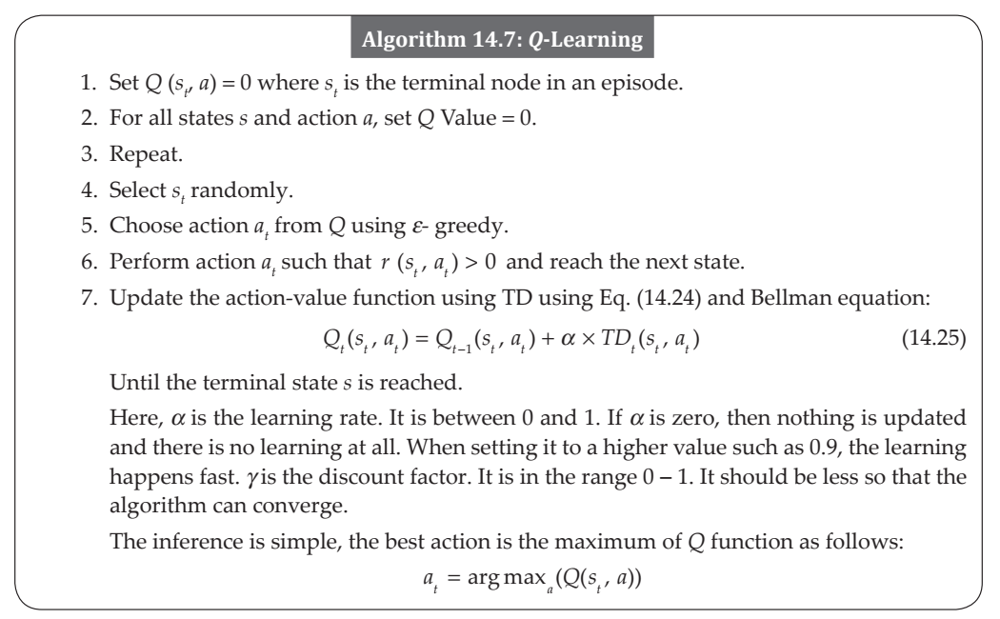 Algorithm 14.7: Q-Learning
1. Set Q (s_t, a) = 0 where s_t is the terminal node in an episode.
2. For all states s and action a, set Q Value = 0.
3. Repeat.
4. Select s_t randomly.
5. Choose action a_t from Q using ε- greedy.
6. Perform action a_t such that r (s_t, a_t) > 0 and reach the next state.
7. Update the action-value function using TD using Eq. (14.24) and Bellman equation:
Q_t(s_t, a_t) = Q_{t−1}(s_t, a_t) + α × TD_t(s_t, a_t) (14.25)
Until the terminal state s is reached.
Here, α is the learning rate. It is between 0 and 1. If α is zero, then nothing is updated
and there is no learning at all. When setting it to a higher value such as 0.9, the learning
happens fast. γ is the discount factor. It is in the range 0 – 1. It should be less so that the
algorithm can converge.
The inference is simple, the best action is the maximum of Q function as follows:
a_t = arg max_a(Q(s_t, a))